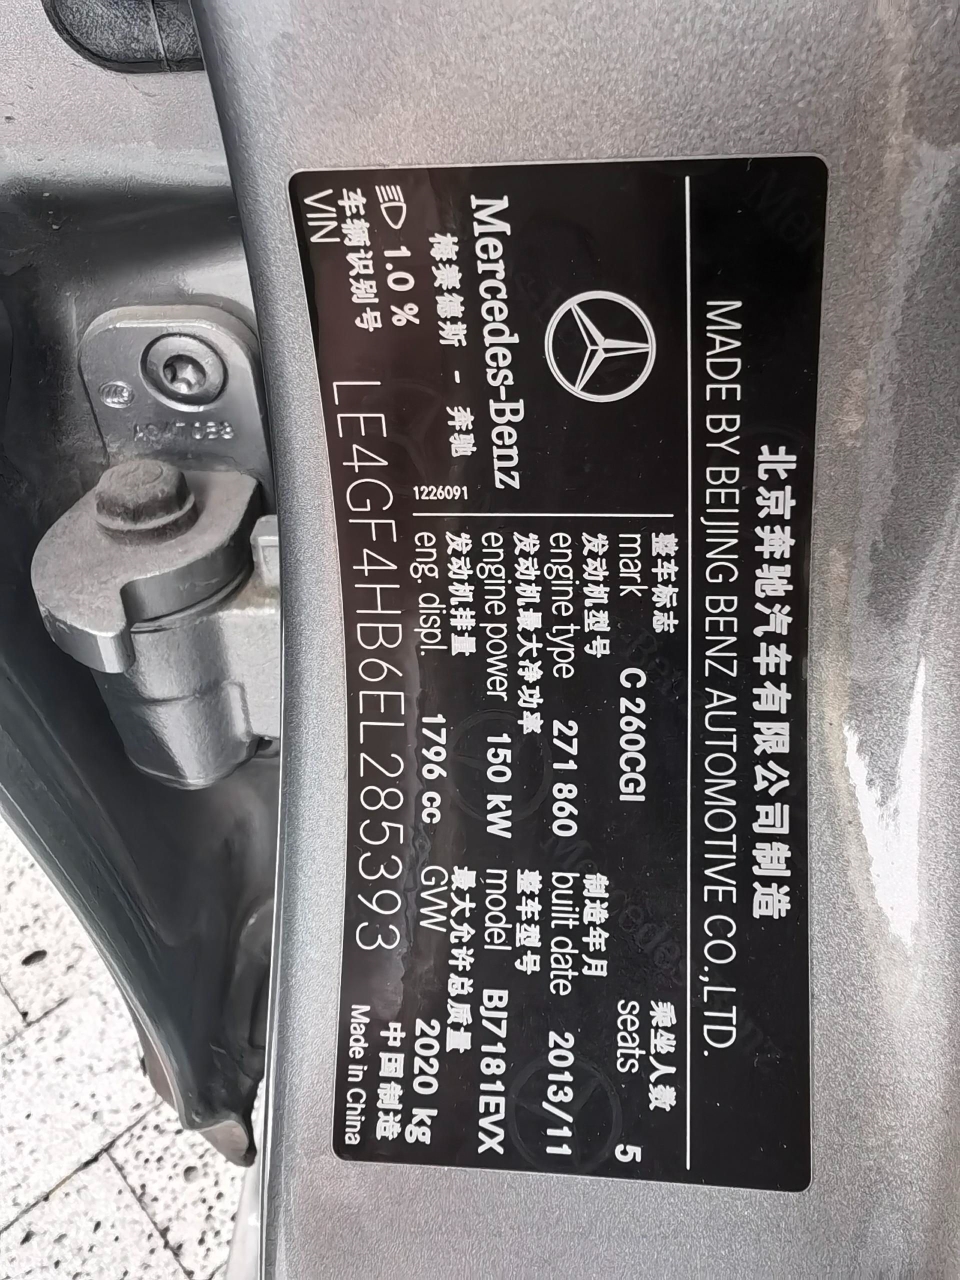 北京奔驰汽车有限公司制造
MADE BY BEIJING BENZ AUTOMOTIVE CO.,LTD.
Mercedes-Benz
梅赛德斯 - 奔驰
1.0 %
1226091
整车标志
mark C 260CGI
乘坐人数
seats 5
发动机型号
engine type 271 860
制造年月
built date 2013/11
发动机最大净功率
engine power 150 kW
整车型号
model BJ7181EVX
发动机排量
eng. displ. 1796 cc
最大允许总质量
GVW 2020 kg
车辆识别号
VIN LE4GF4HB6EL285393
中国制造
Made in China